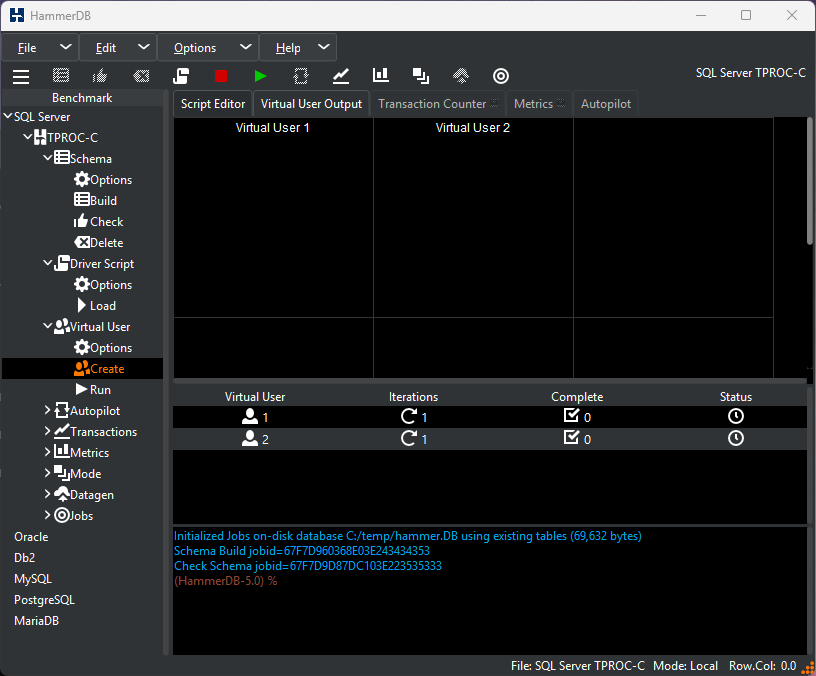 HammerDB
File Edit Options Help
SQL Server TPROC-C
Benchmark
SQL Server
TPROC-C
Schema
Options
Build
Check
Delete
Driver Script
Options
Load
Virtual User
Options
Create
Run
Autopilot
Transactions
Metrics
Mode
Datagen
Jobs
Oracle
Db2
MySQL
PostgreSQL
MariaDB
Script Editor Virtual User Output Transaction Counter Metrics Autopilot
Virtual User 1 Virtual User 2
Virtual User Iterations Complete Status
1 1 0
2 1 0
Initialized Jobs on-disk database C:/temp/hammer.DB using existing tables (69,632 bytes)
Schema Build jobid=67F7D960368E03E243434353
Check Schema jobid=67F7D9D87DC103E223535333
(HammerDB-5.0) %
File: SQL Server TPROC-C Mode: Local Row.Col: 0.0